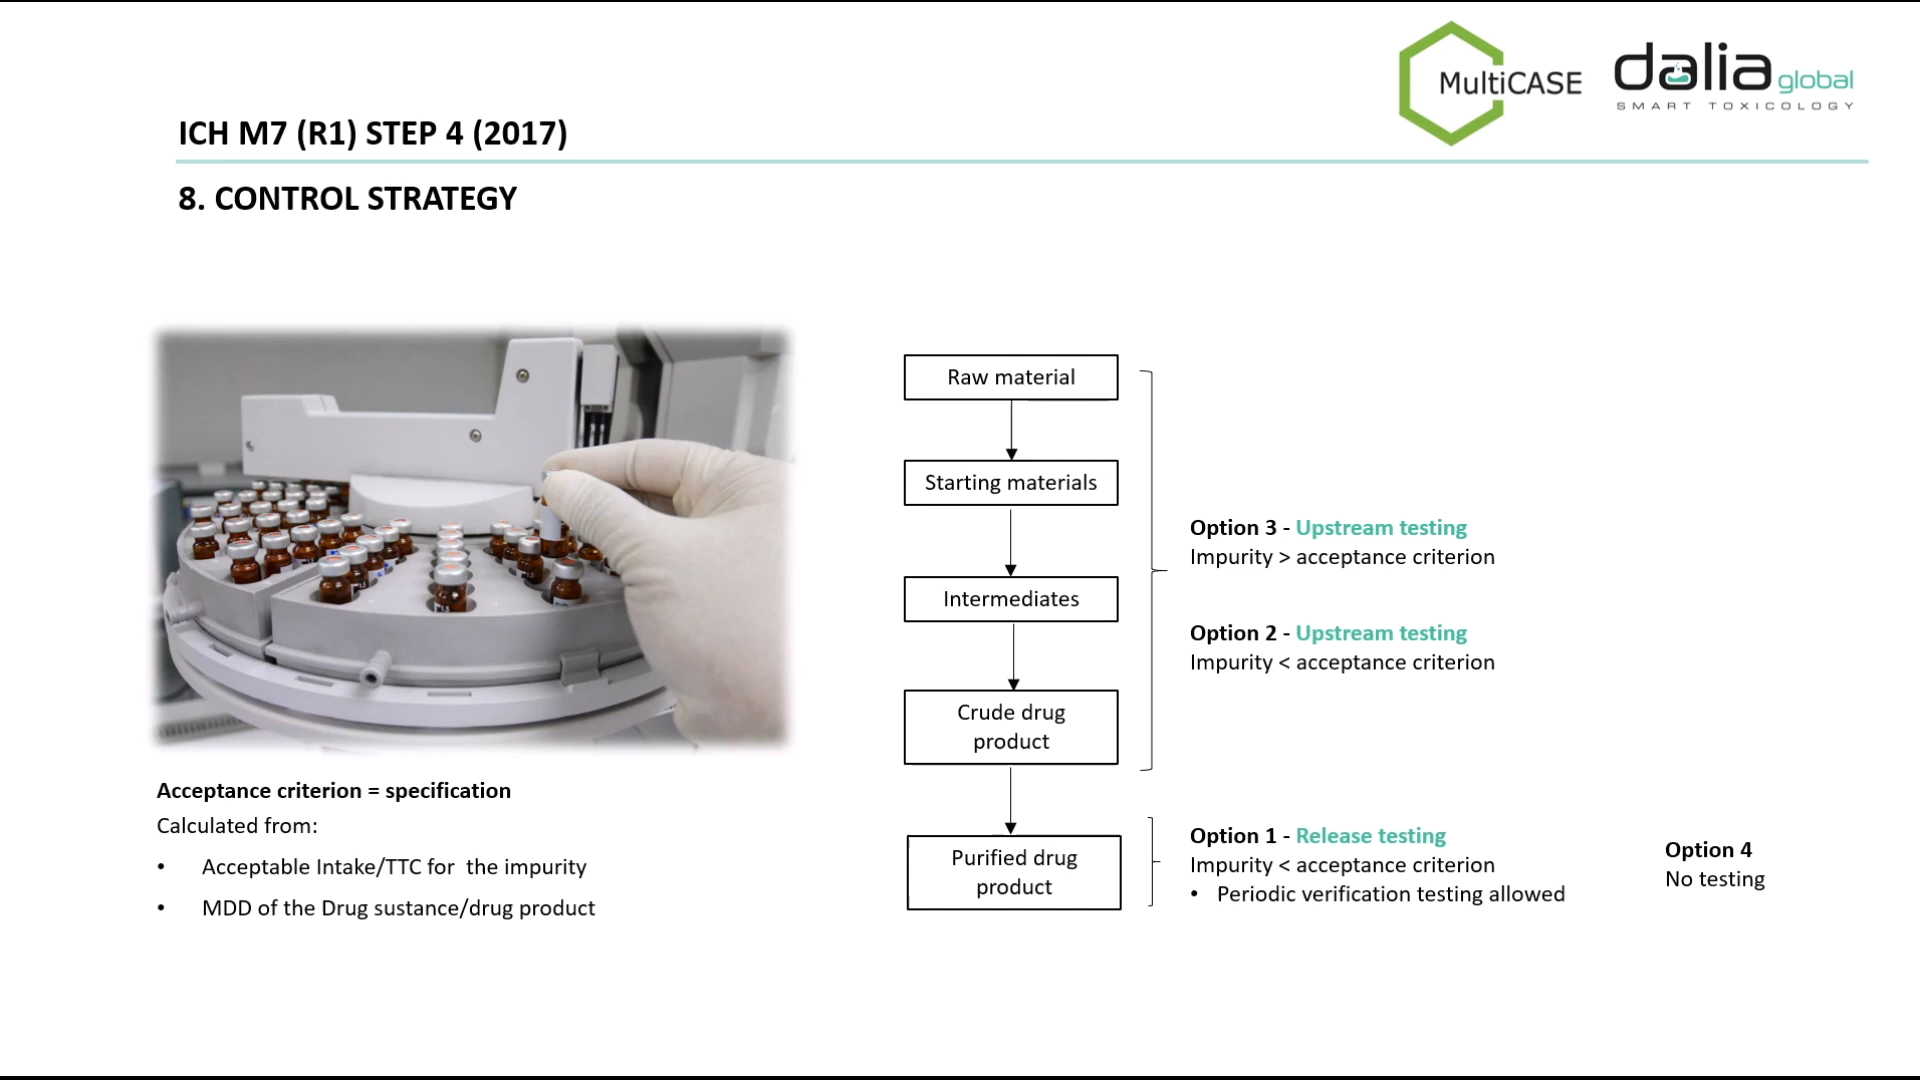 MultiCASE
dalia global
SMART TOXICOLOGY
ICH M7 (R1) STEP 4 (2017)
8. CONTROL STRATEGY
Acceptance criterion = specification
Calculated from:
• Acceptable Intake/TTC for the impurity
• MDD of the Drug sustance/drug product
Raw material
Starting materials
Intermediates
Crude drug
product
Purified drug
product
Option 3 - Upstream testing
Impurity > acceptance criterion
Option 2 - Upstream testing
Impurity < acceptance criterion
Option 1 - Release testing
Impurity < acceptance criterion
• Periodic verification testing allowed
Option 4
No testing